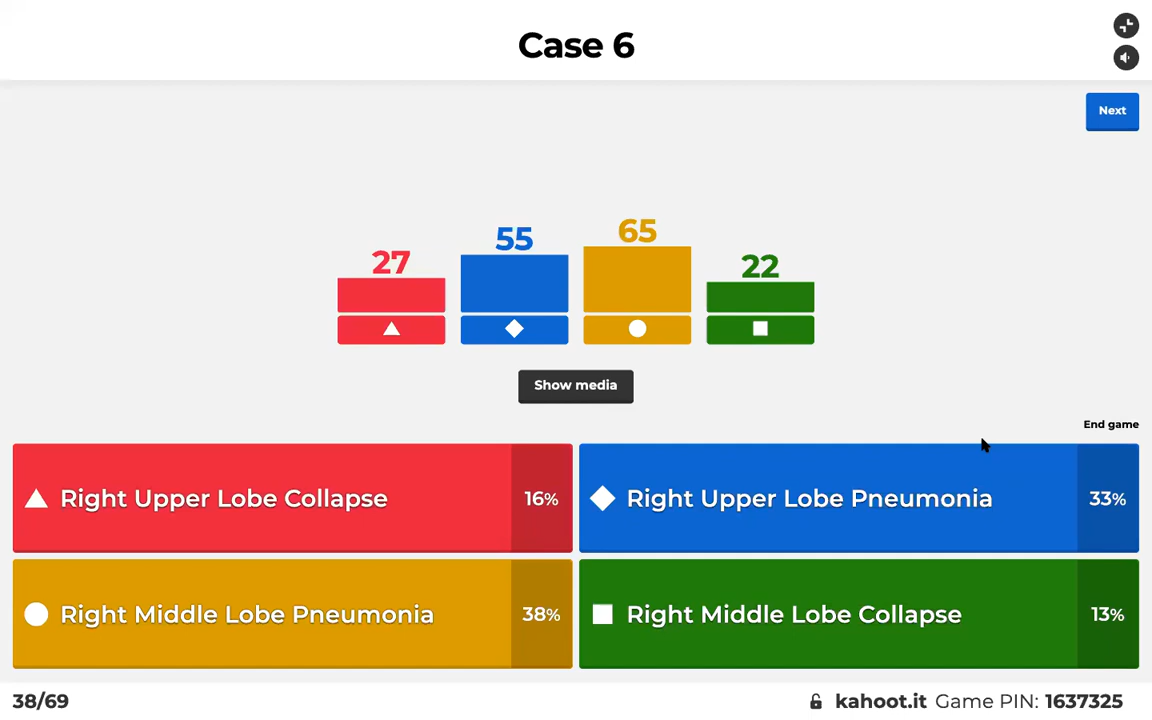 Case 6
Next
27
55
65
22
Show media
End game
Right Upper Lobe Collapse 16%
Right Upper Lobe Pneumonia 33%
Right Middle Lobe Pneumonia 38%
Right Middle Lobe Collapse 13%
38/69
kahoot.it Game PIN: 1637325